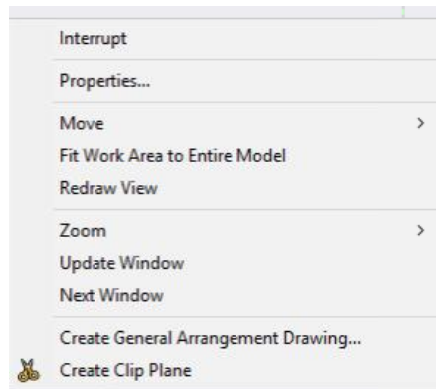 Interrupt
Properties...
Move
Fit Work Area to Entire Model
Redraw View
Zoom
Update Window
Next Window
Create General Arrangement Drawing...
Create Clip Plane